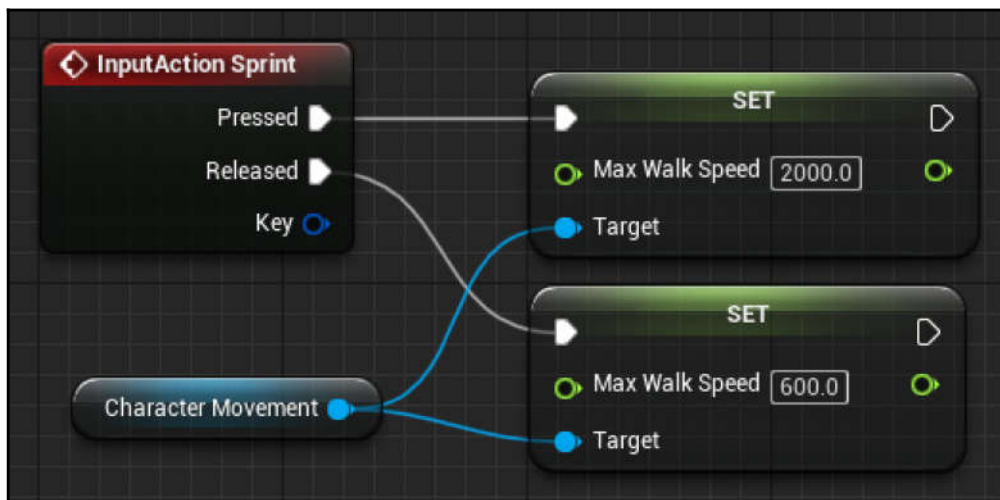 InputAction Sprint
Pressed
Released
Key
SET
Max Walk Speed 2000.0
Target
SET
Max Walk Speed 600.0
Target
Character Movement